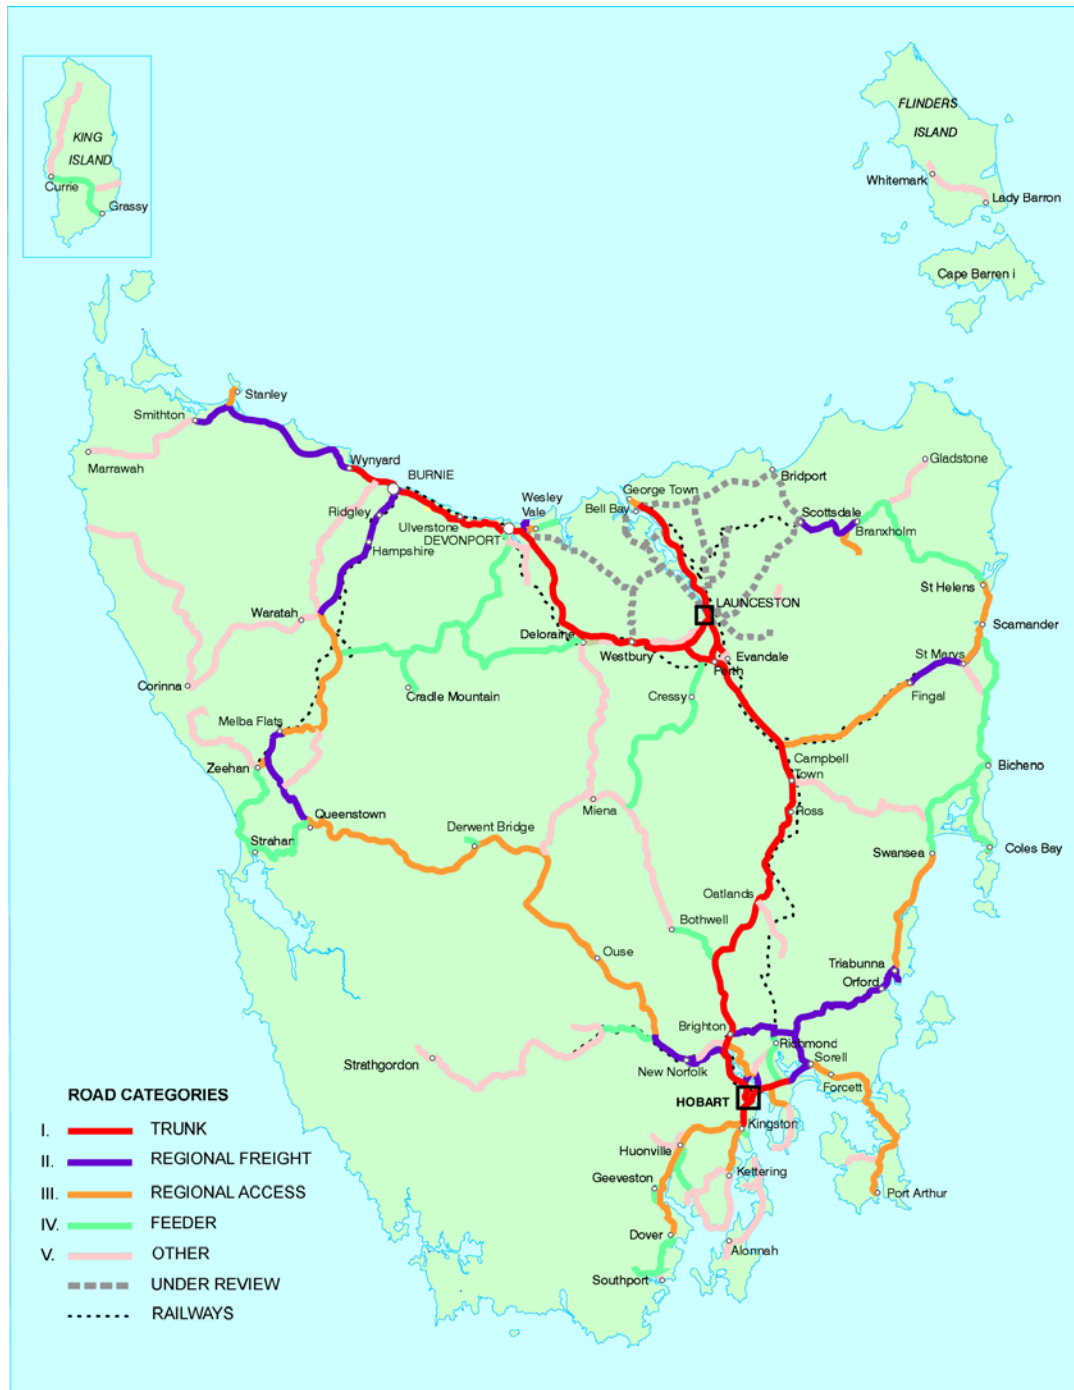 KING
ISLAND
Currie
Grassy
FLINDERS
ISLAND
Whitemark
Lady Barron
Cape Barren i
Stanley
Smithton
Marrawah
Wynyard
BURNIE
Ridgley
Hampshire
Ulverstone
DEVONPORT
Wesley
Vale
George Town
Bell Bay
Bridport
Gladstone
Scottsdale
Branxholm
St Helens
Scamander
St Marys
Fingal
LAUNCESTON
Waratah
Deloraine
Westbury
Evandale
Perth
Corinna
Cradle Mountain
Cressy
Melba Flats
Zeehan
Campbell
Town
Bicheno
Queenstown
Derwent Bridge
Miena
Ross
Strahan
Swansea
Coles Bay
Oatlands
Bothwell
Ouse
Triabunna
Orford
Brighton
Richmond
Strathgordon
New Norfolk
Sorell
Forcett
HOBART
Kingston
Huonville
Geeveston
Kettering
Port Arthur
Dover
Alonnah
Southport
ROAD CATEGORIES
I. TRUNK
II. REGIONAL FREIGHT
III. REGIONAL ACCESS
IV. FEEDER
V. OTHER
UNDER REVIEW
RAILWAYS